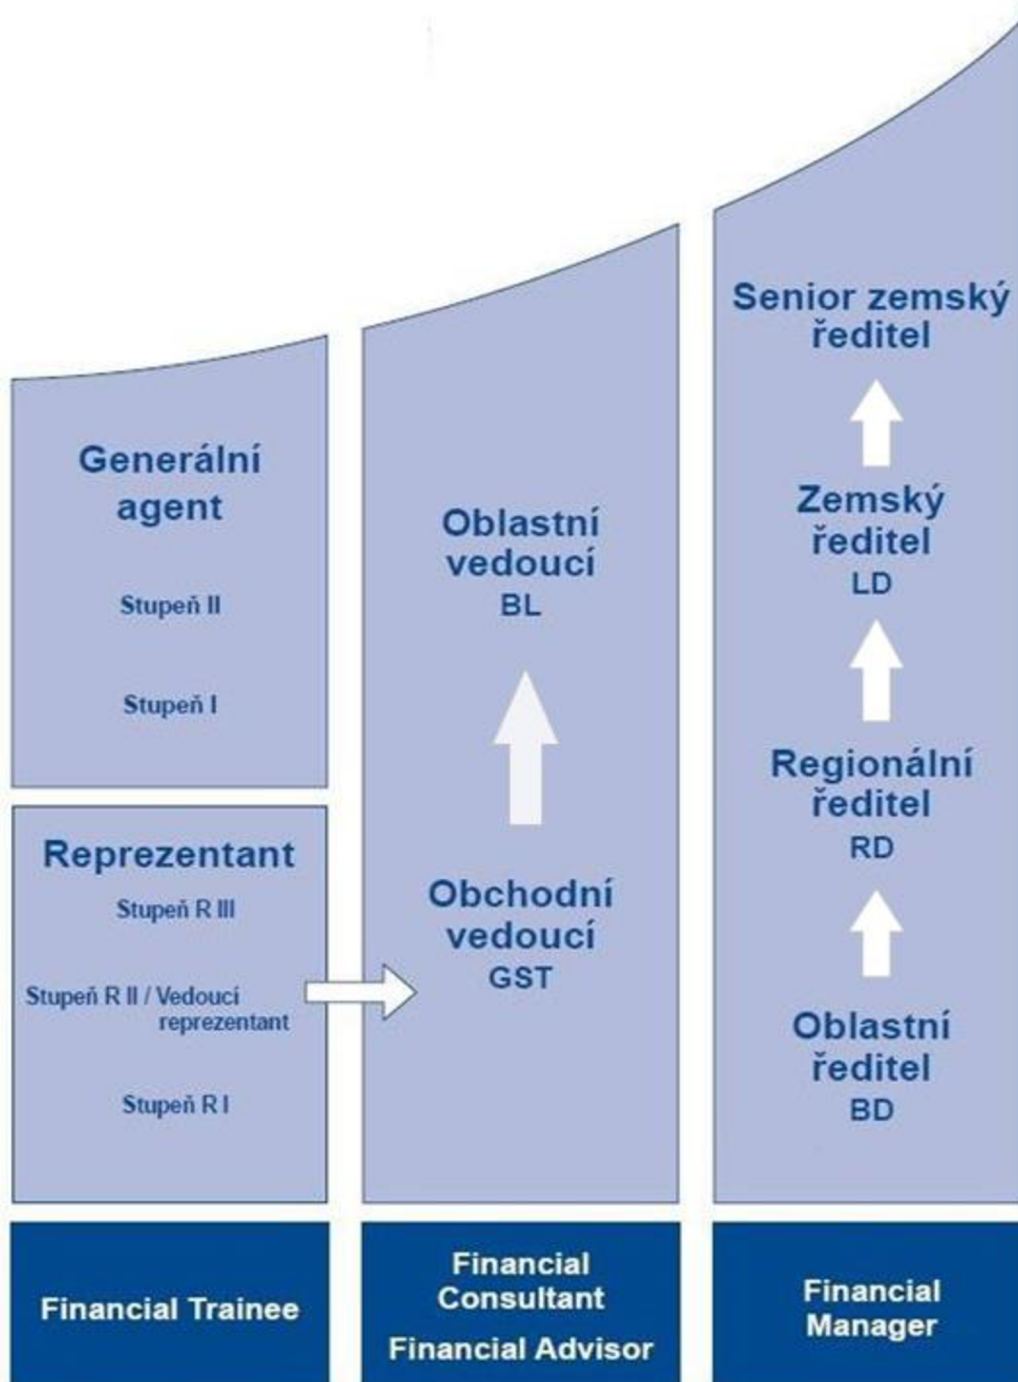 Generální
agent
Stupeň II
Stupeň I
Reprezentant
Stupeň R III
Stupeň R II / Vedoucí
reprezentant
Stupeň R I
Financial Trainee
Oblastní
vedoucí
BL
Obchodní
vedoucí
GST
Financial
Consultant
Financial Advisor
Senior zemský
ředitel
Zemský
ředitel
LD
Regionální
ředitel
RD
Oblastní
ředitel
BD
Financial
Manager